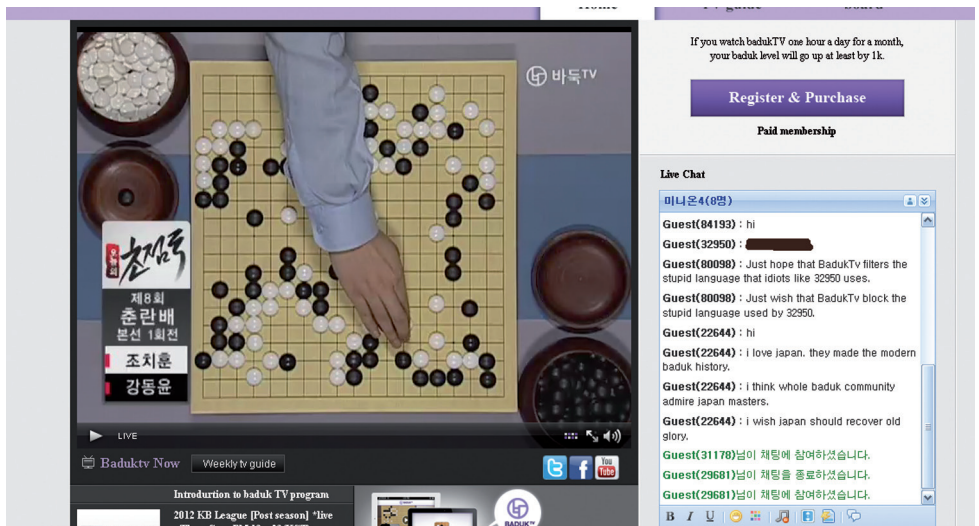 Home TV guide board
바둑TV
오늘의
초점국
제8회
춘란배
본선 1회전
조치훈
강동윤
LIVE
Baduktv Now
Weekly tv guide
You
Tube
Introdurtion to baduk TV program
2012 KB League [Post season] *live
BADUK
If you watch badukTV one hour a day for a month,
your baduk level will go up at least by 1k.
Register & Purchase
Paid membership
Live Chat
미니온4(8명)
Guest(84193) : hi
Guest(32950) :
Guest(80098) : Just hope that BadukTv filters the
stupid language that idiots like 32950 uses.
Guest(80098) : Just wish that BadukTv block the
stupid language used by 32950.
Guest(22644) : hi
Guest(22644) : i love japan. they made the modern
baduk history.
Guest(22644) : i think whole baduk community
admire japan masters.
Guest(22644) : i wish japan should recover old
glory.
Guest(31178)님이 채팅에 참여하셨습니다.
Guest(29681)님이 채팅을 종료하셨습니다.
Guest(29681)님이 채팅에 참여하셨습니다.
B I U